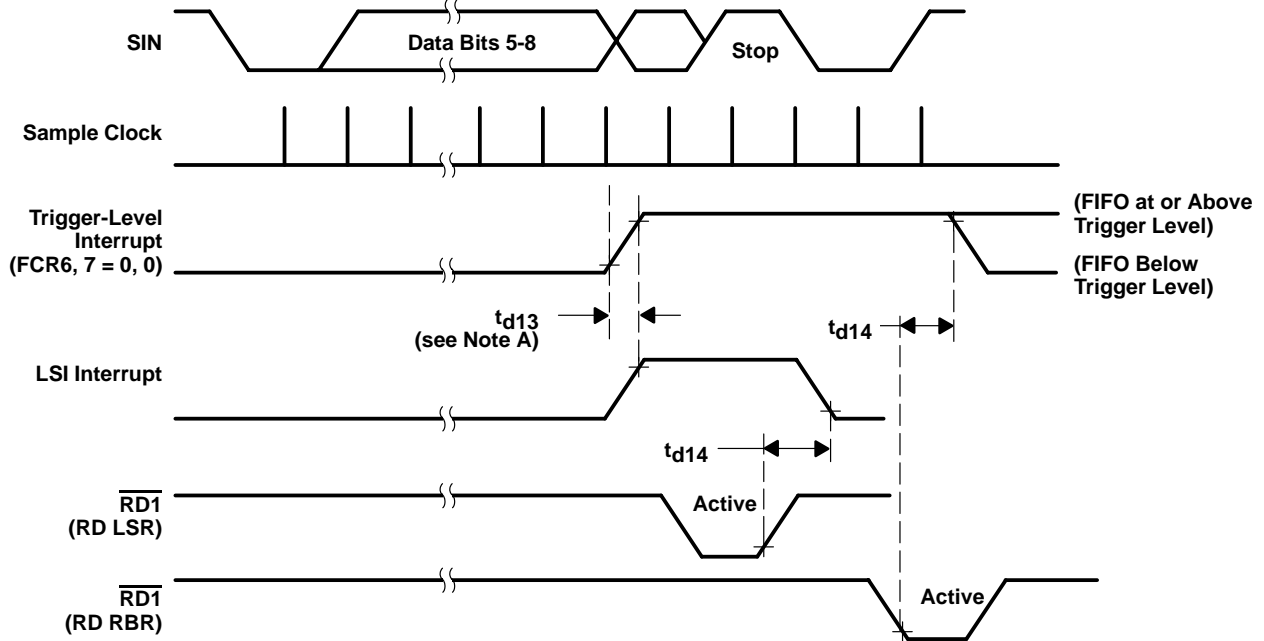 SIN
Data Bits 5-8
Stop
Sample Clock
Trigger-Level
Interrupt
(FCR6, 7 = 0, 0)
(FIFO at or Above
Trigger Level)
(FIFO Below
Trigger Level)
td13
(see Note A)
td14
LSI Interrupt
td14
RD1
(RD LSR)
Active
RD1
(RD RBR)
Active